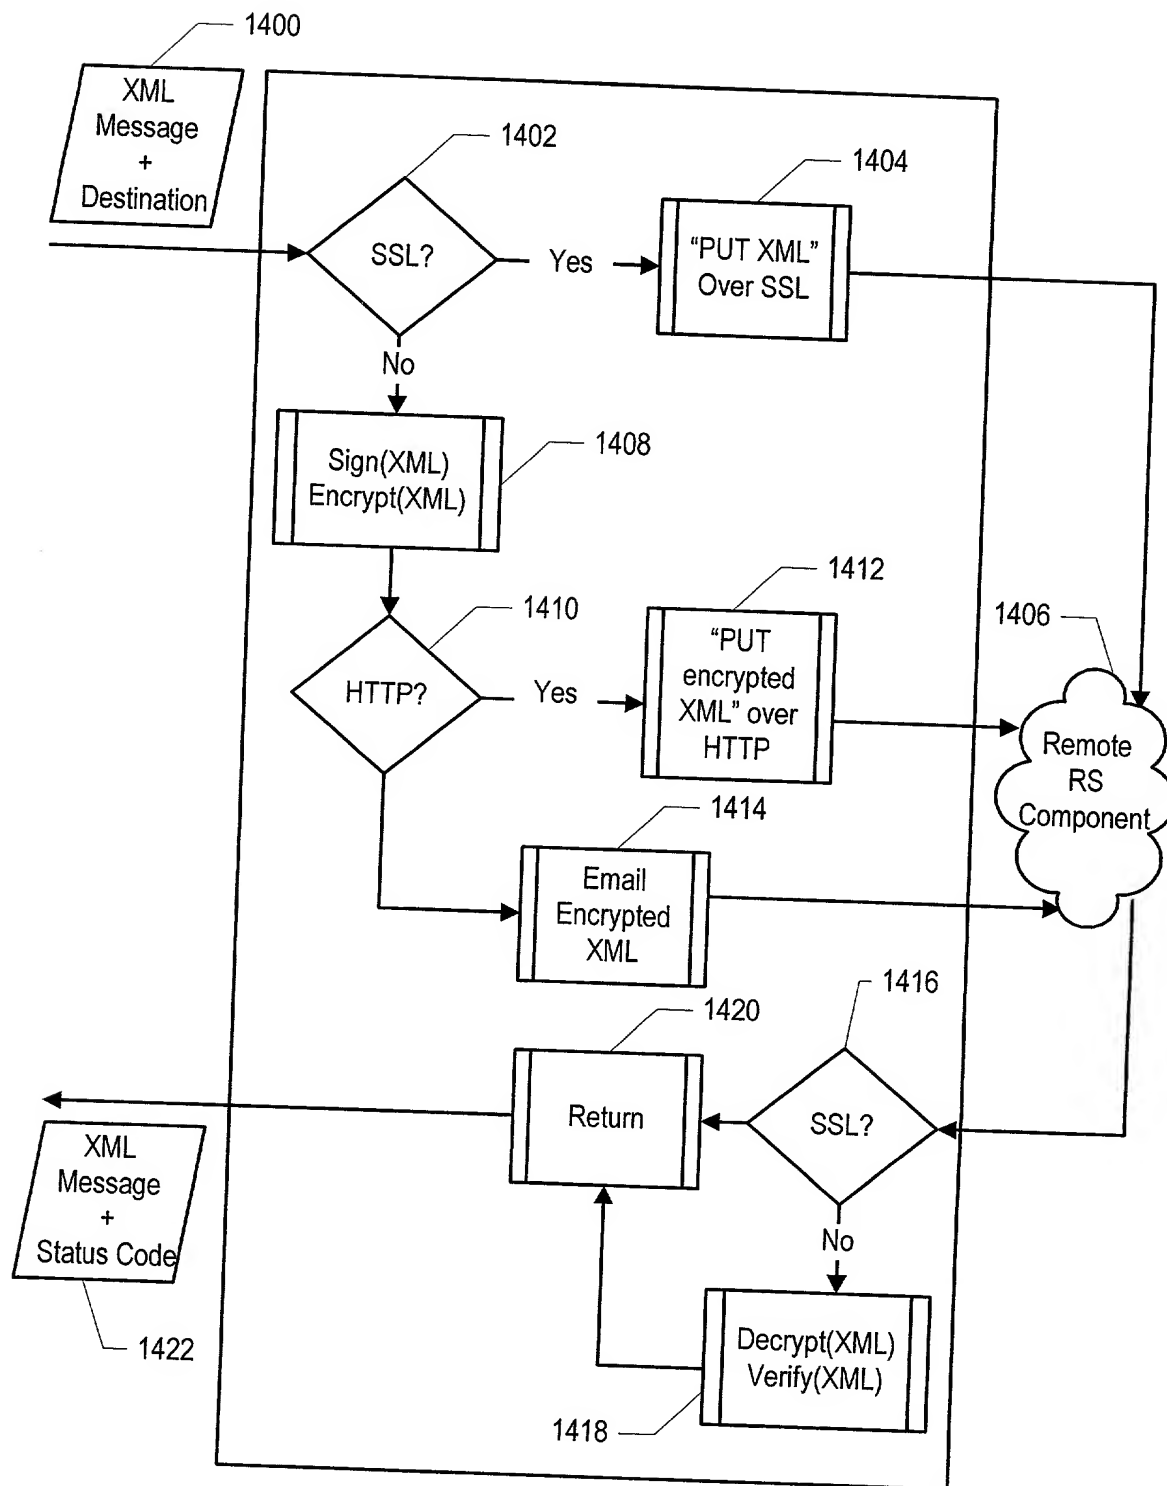 1400
XML
Message
+
Destination
1402
SSL?
Yes
1404
“PUT XML”
Over SSL
No
1408
Sign(XML)
Encrypt(XML)
1410
HTTP?
Yes
1412
“PUT
encrypted
XML” over
HTTP
1406
Remote
RS
Component
1414
Email
Encrypted
XML
1416
SSL?
1420
Return
XML
Message
+
Status Code
1422
No
Decrypt(XML)
Verify(XML)
1418